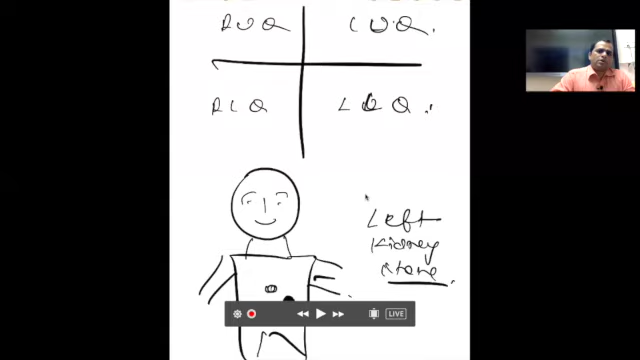 RUQ
LUQ.
RLQ
LLQ.
Left
Kidney
Stone.
LIVE